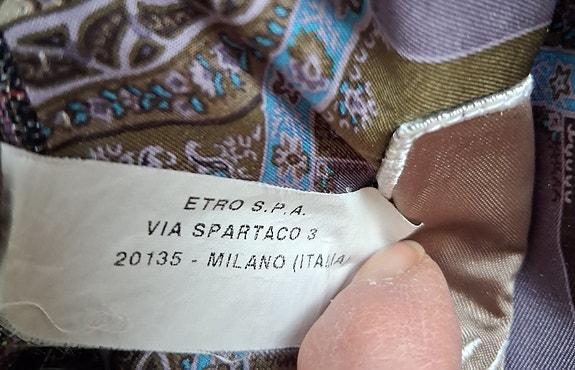 ETRO S.P.A.
VIA SPARTACO 3
20135 - MILANO (ITALIA